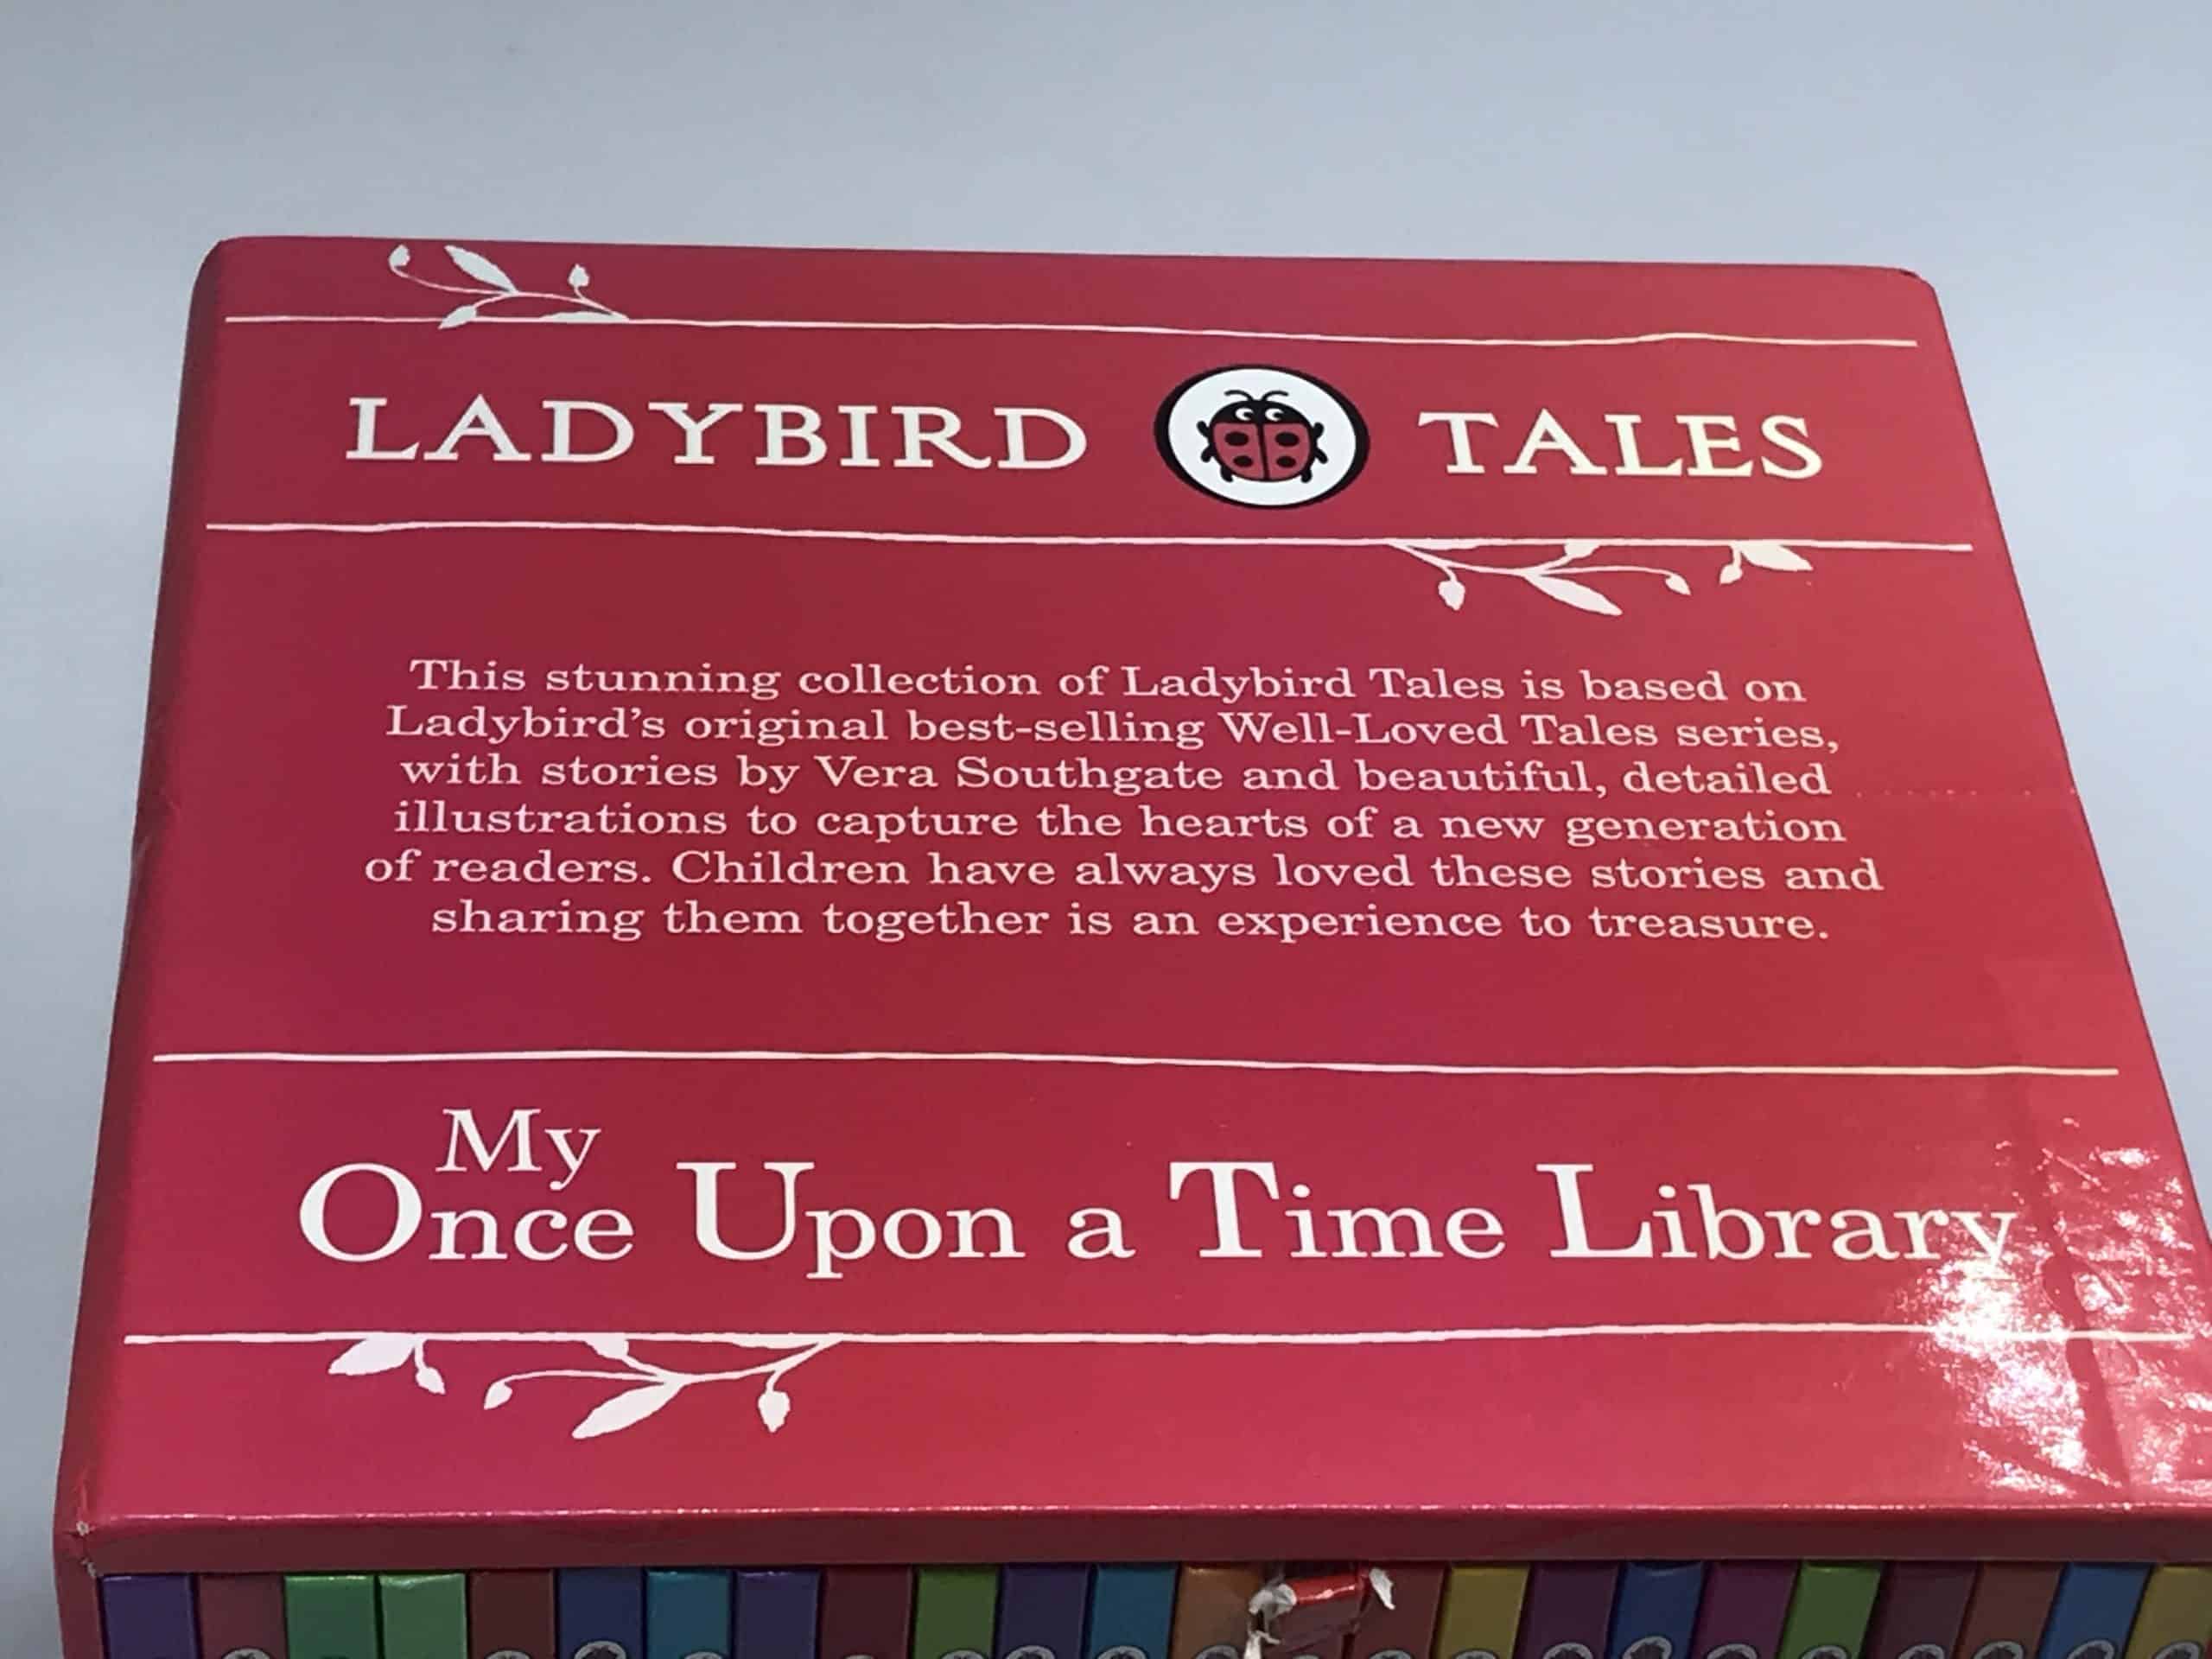 LADYBIRD TALES
This stunning collection of Ladybird Tales is based on
Ladybird's original best-selling Well-Loved Tales series,
with stories by Vera Southgate and beautiful, detailed
illustrations to capture the hearts of a new generation
of readers. Children have always loved these stories and
sharing them together is an experience to treasure.
My
Once Upon a Time Library